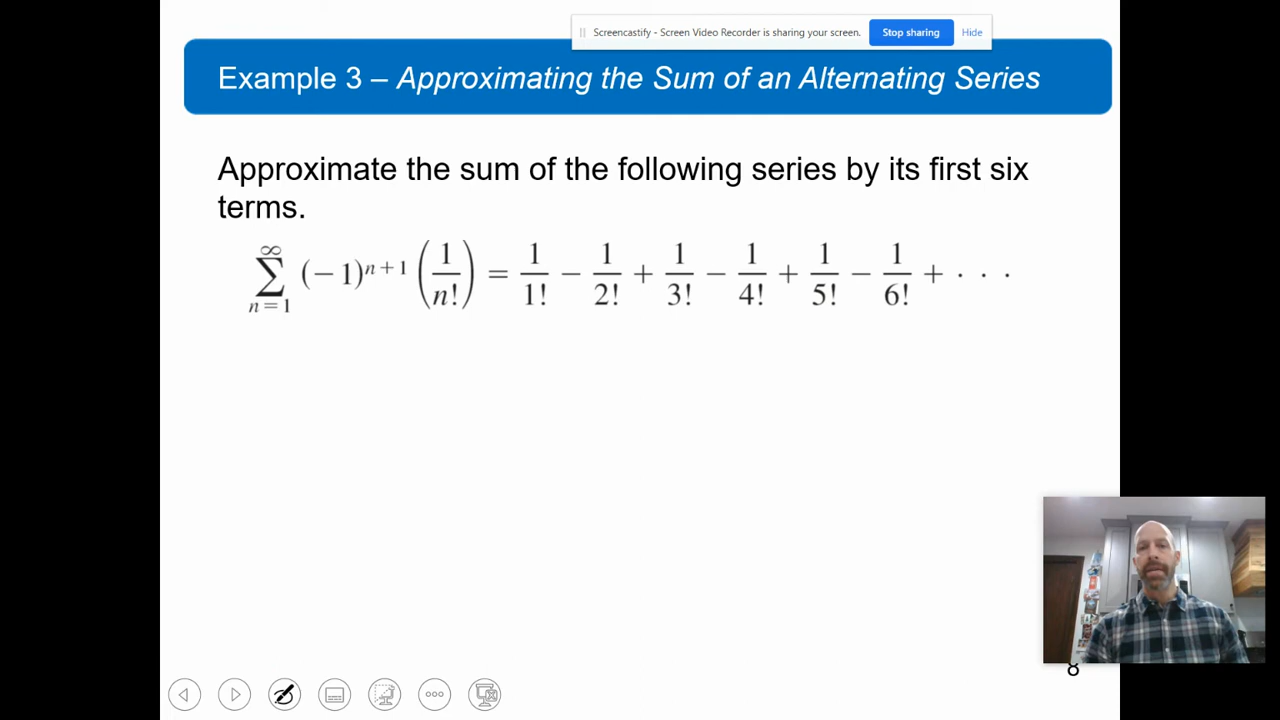 Screencastify - Screen Video Recorder is sharing your screen. Stop sharing Hide
Example 3 – Approximating the Sum of an Alternating Series
Approximate the sum of the following series by its first six
terms.
∑_{n=1}^{∞} (−1)^{n+1} (1/n!) = 1/1! − 1/2! + 1/3! − 1/4! + 1/5! − 1/6! + · · ·
8